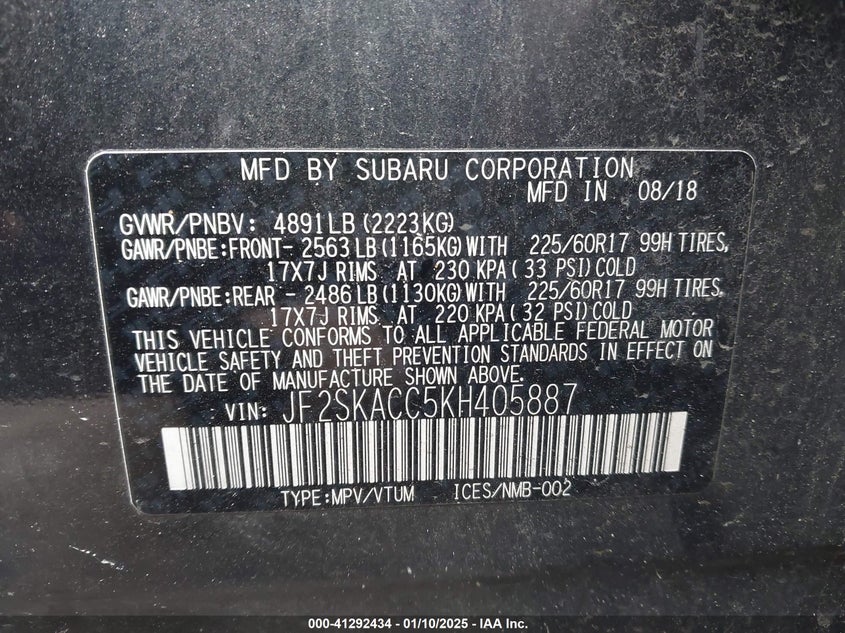 MFD BY SUBARU CORPORATION
MFD IN 08/18
GVWR/PNBV: 4891LB (2223KG)
GAWR/PNBE:FRONT- 2563 LB (1165KG) WITH 225/60R17 99H TIRES,
17X7J RIMS AT 230 KPA ( 33 PSI) COLD
GAWR/PNBE:REAR - 2486 LB (1130KG) WITH 225/60R17 99H TIRES,
17X7J RIMS AT 220 KPA ( 32 PSI) COLD
THIS VEHICLE CONFORMS TO ALL APPLICABLE FEDERAL MOTOR
VEHICLE SAFETY AND THEFT PREVENTION STANDARDS IN EFFECT ON
THE DATE OF MANUFACTURE SHOWN ABOVE.
VIN: JF2SKACC5KH405887
TYPE:MPV/VTUM ICES/NMB-002
000-41292434 - 01/10/2025 - IAA Inc.